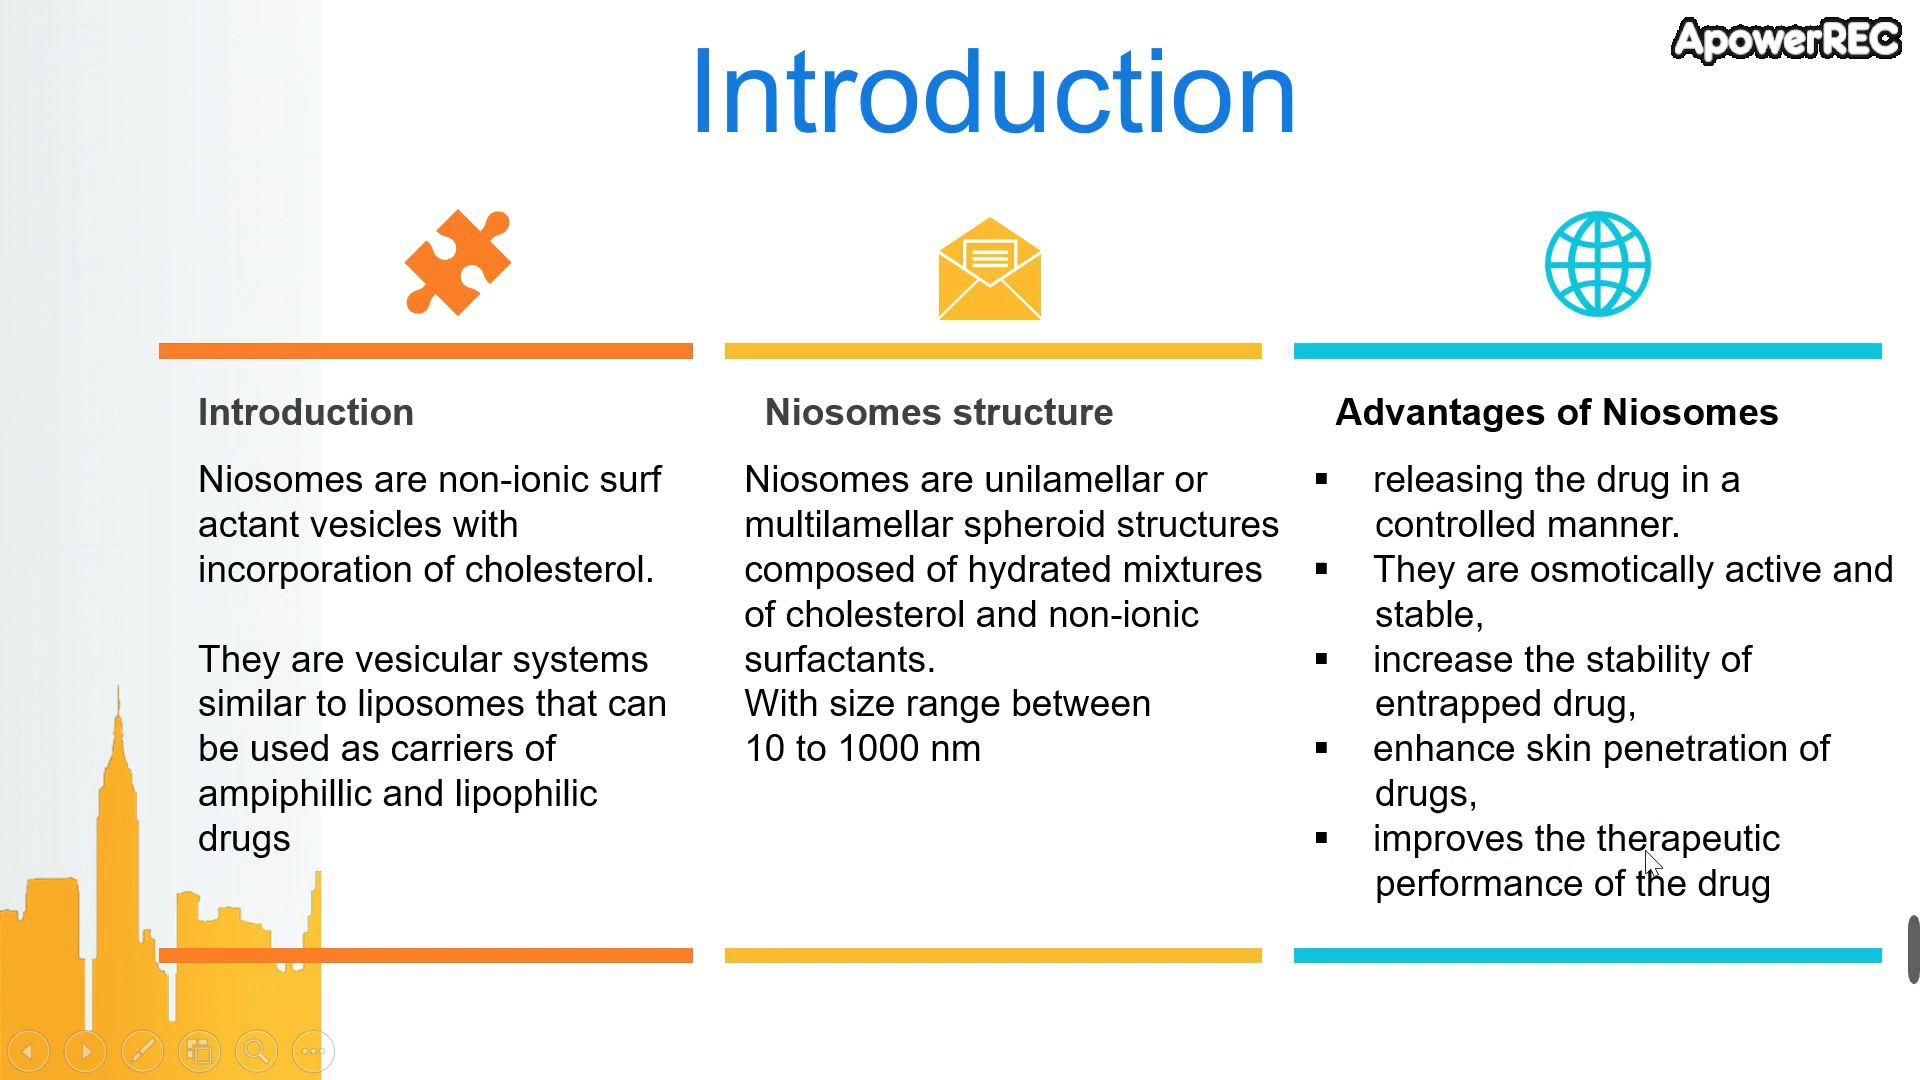 ApowerREC
Introduction
Introduction
Niosomes are non-ionic surf
actant vesicles with
incorporation of cholesterol.
They are vesicular systems
similar to liposomes that can
be used as carriers of
ampiphillic and lipophilic
drugs
Niosomes structure
Niosomes are unilamellar or
multilamellar spheroid structures
composed of hydrated mixtures
of cholesterol and non-ionic
surfactants.
With size range between
10 to 1000 nm
Advantages of Niosomes
▪ releasing the drug in a
controlled manner.
▪ They are osmotically active and
stable,
▪ increase the stability of
entrapped drug,
▪ enhance skin penetration of
drugs,
▪ improves the therapeutic
performance of the drug